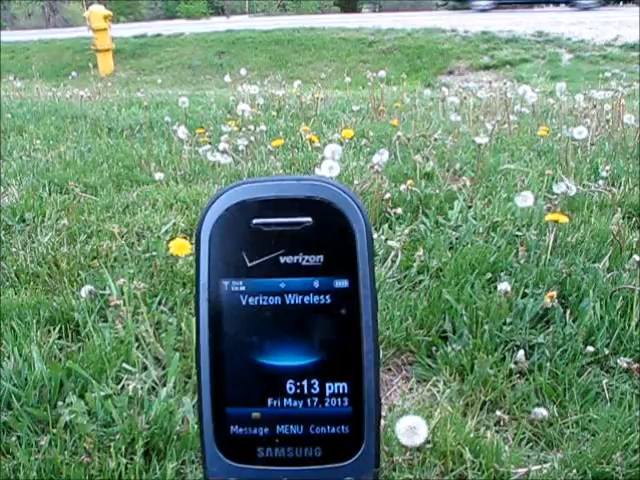 verizon
Verizon Wireless
6:13 pm
Fri May 17, 2013
Message MENU Contacts
SAMSUNG